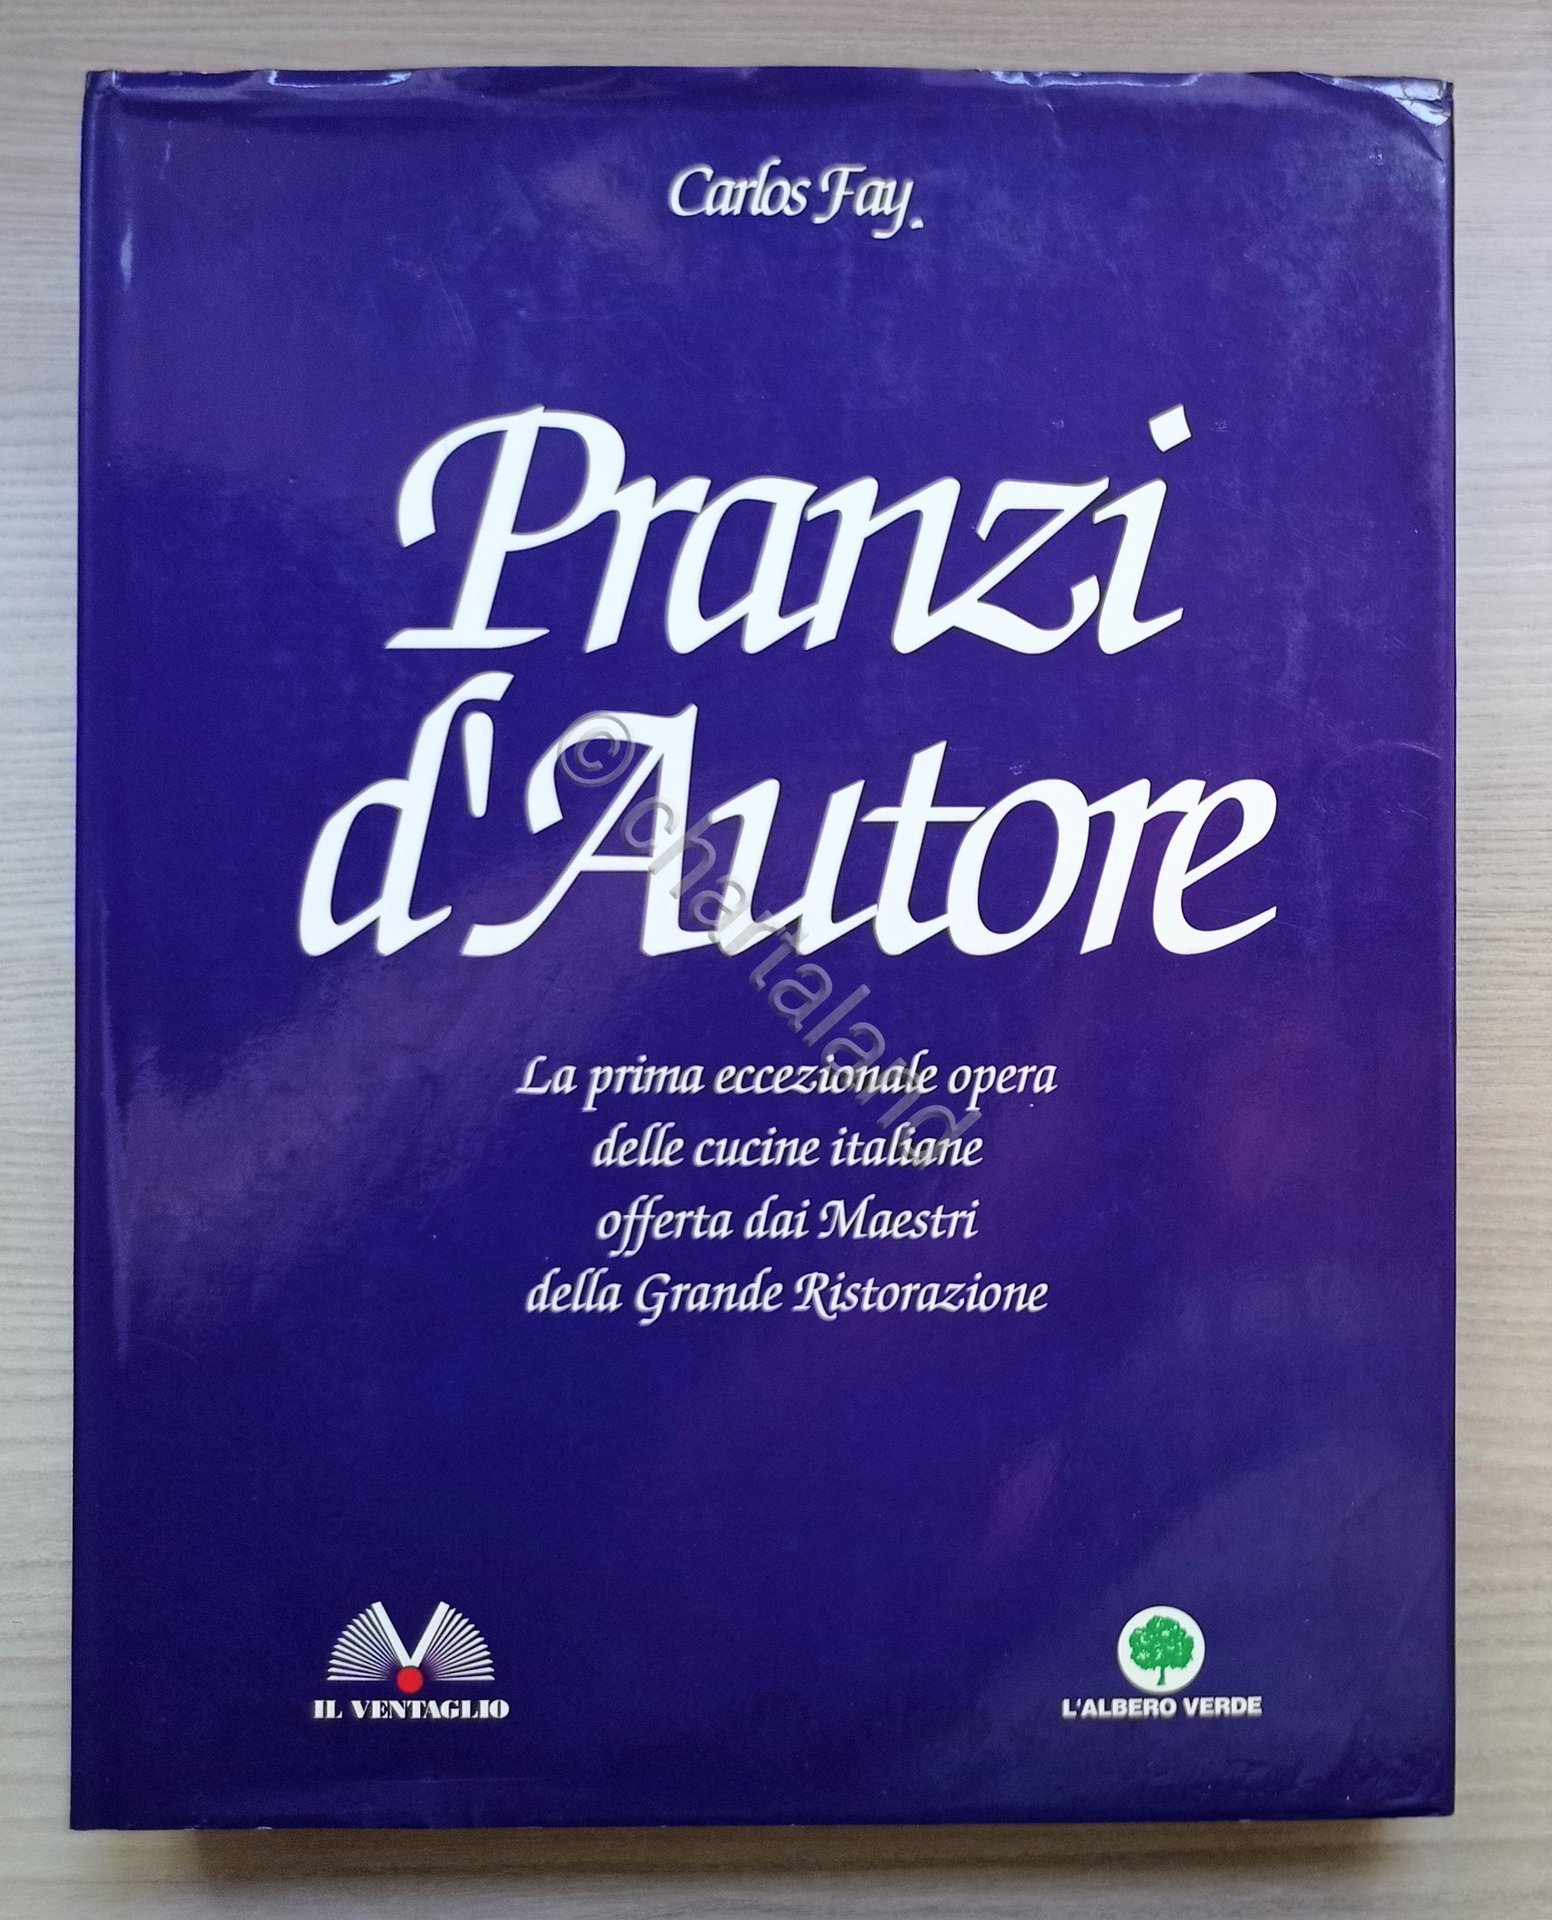 Carlos Fay.
Pranzi
d'Autore
© chartaland
La prima eccezionale opera
delle cucine italiane
offerta dai Maestri
della Grande Ristorazione
IL VENTAGLIO
L'ALBERO VERDE